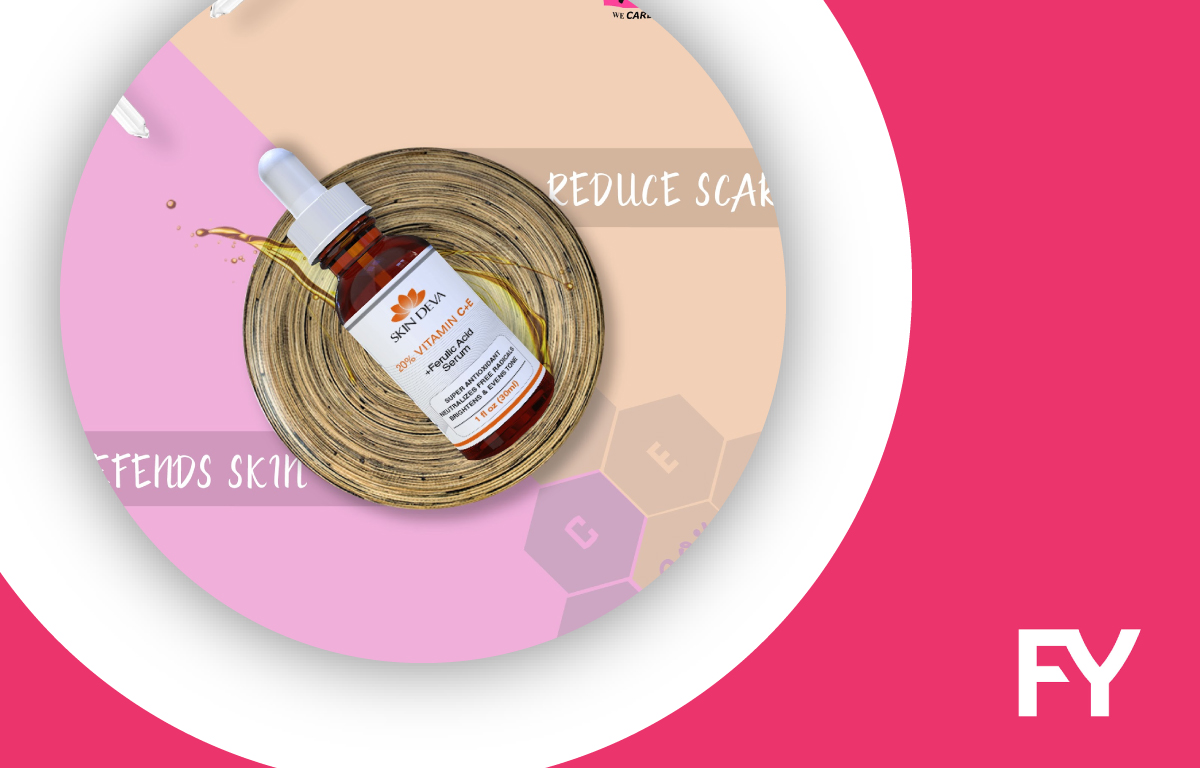 WE CARE
REDUCE SCAR
SKIN DEVA
20% VITAMIN C+E
+Ferulic Acid
Serum
SUPER ANTIOXIDANT
NEUTRALIZES FREE RADICALS
BRIGHTENS & EVENS TONE
1 fl oz (30ml)
EFENDS SKIN
E
C
FY